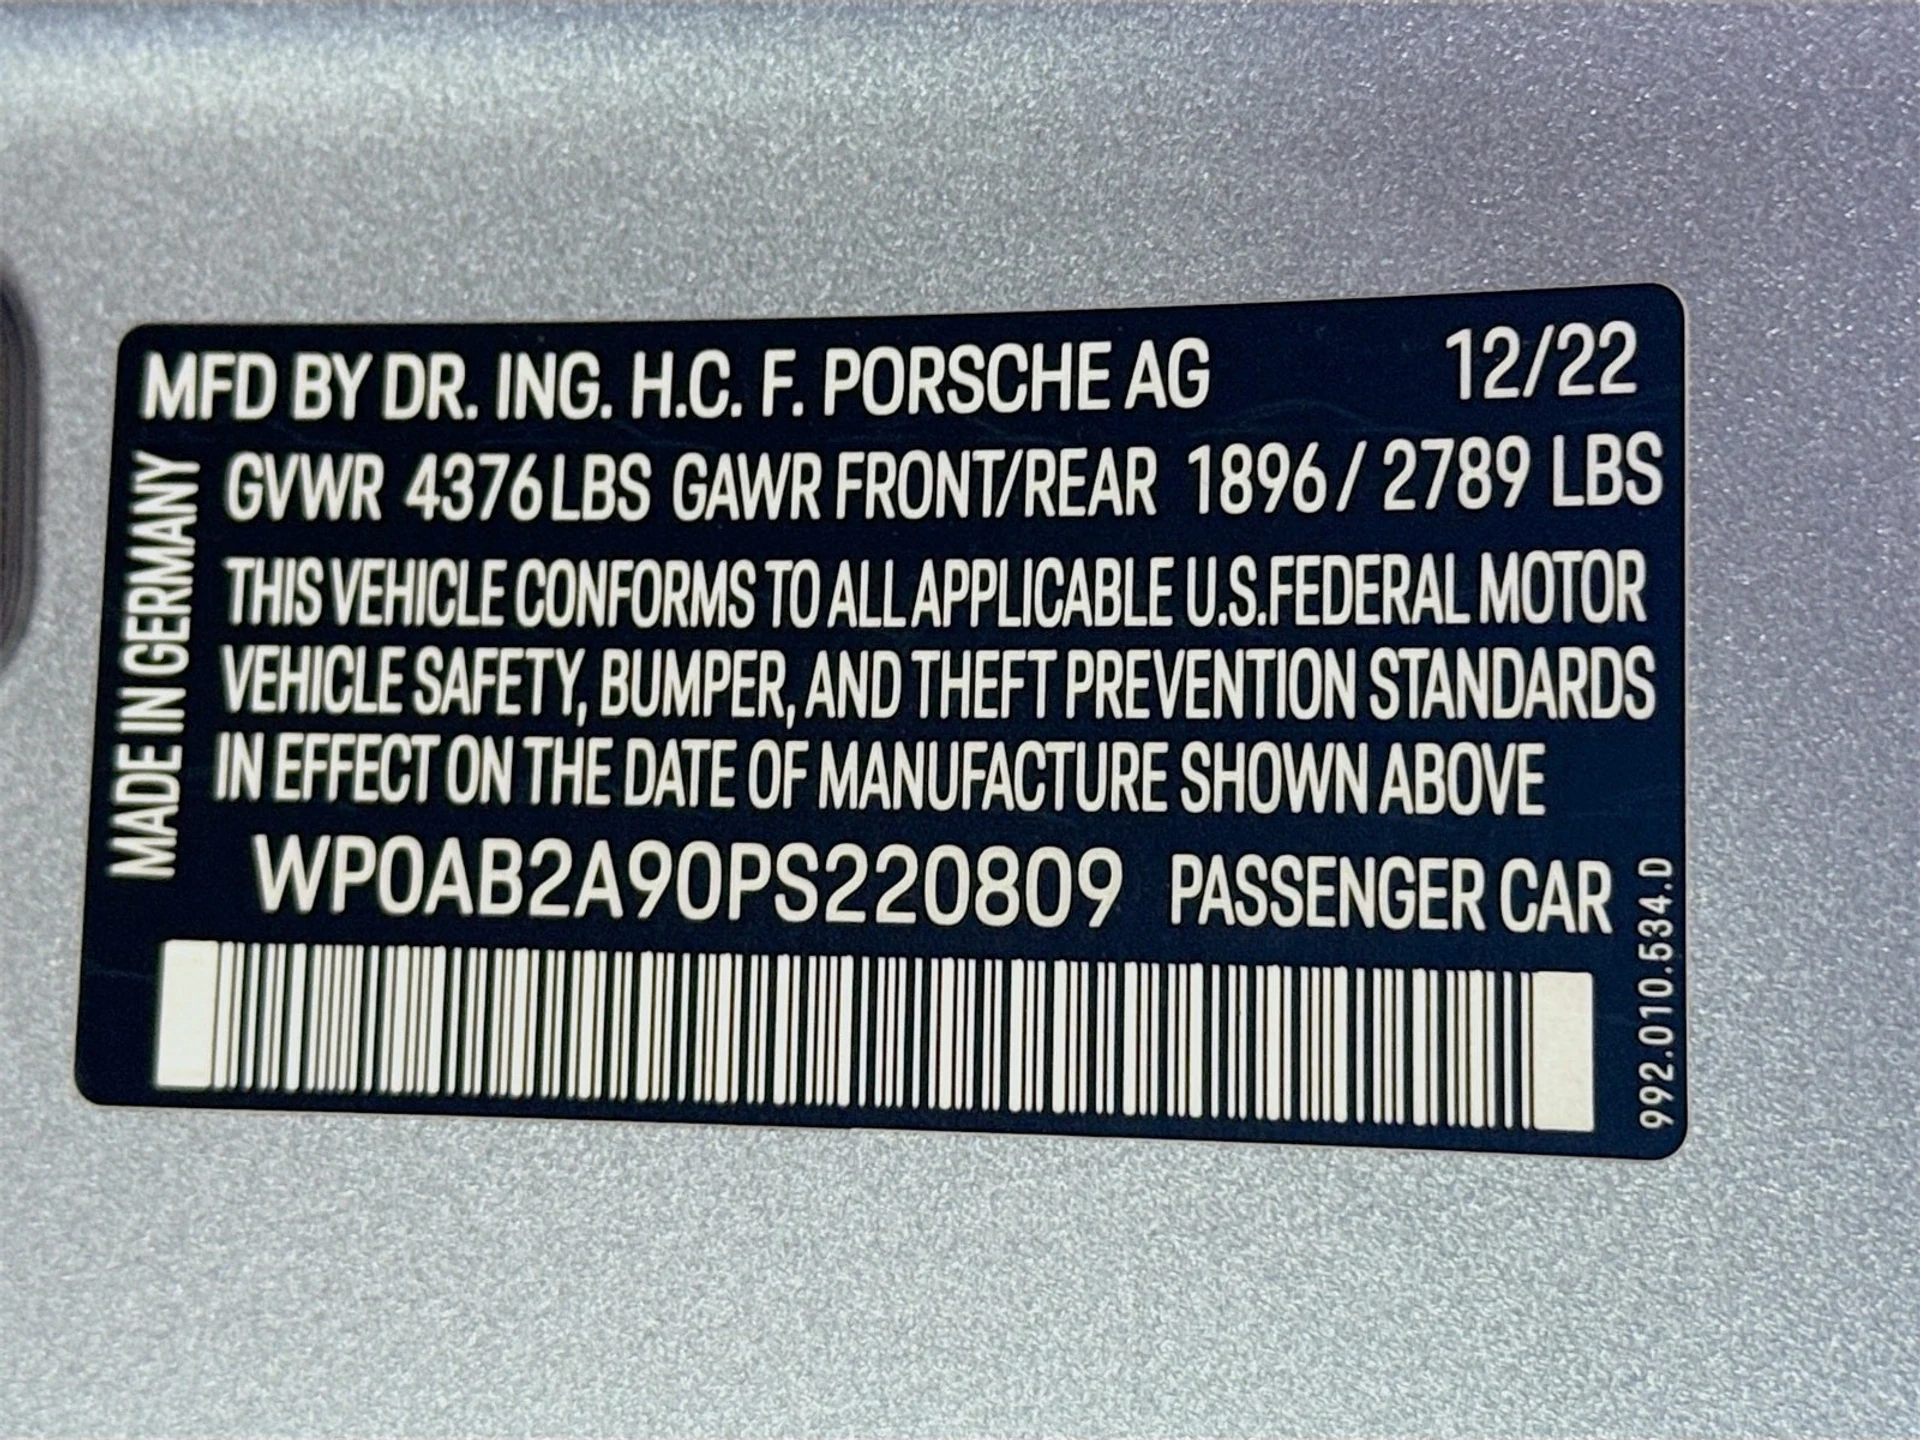 MFD BY DR. ING. H.C. F. PORSCHE AG 12/22
GVWR 4376 LBS GAWR FRONT/REAR 1896 / 2789 LBS
THIS VEHICLE CONFORMS TO ALL APPLICABLE U.S.FEDERAL MOTOR
VEHICLE SAFETY, BUMPER, AND THEFT PREVENTION STANDARDS
IN EFFECT ON THE DATE OF MANUFACTURE SHOWN ABOVE
WP0AB2A90PS220809 PASSENGER CAR
MADE IN GERMANY
992.010.534.D